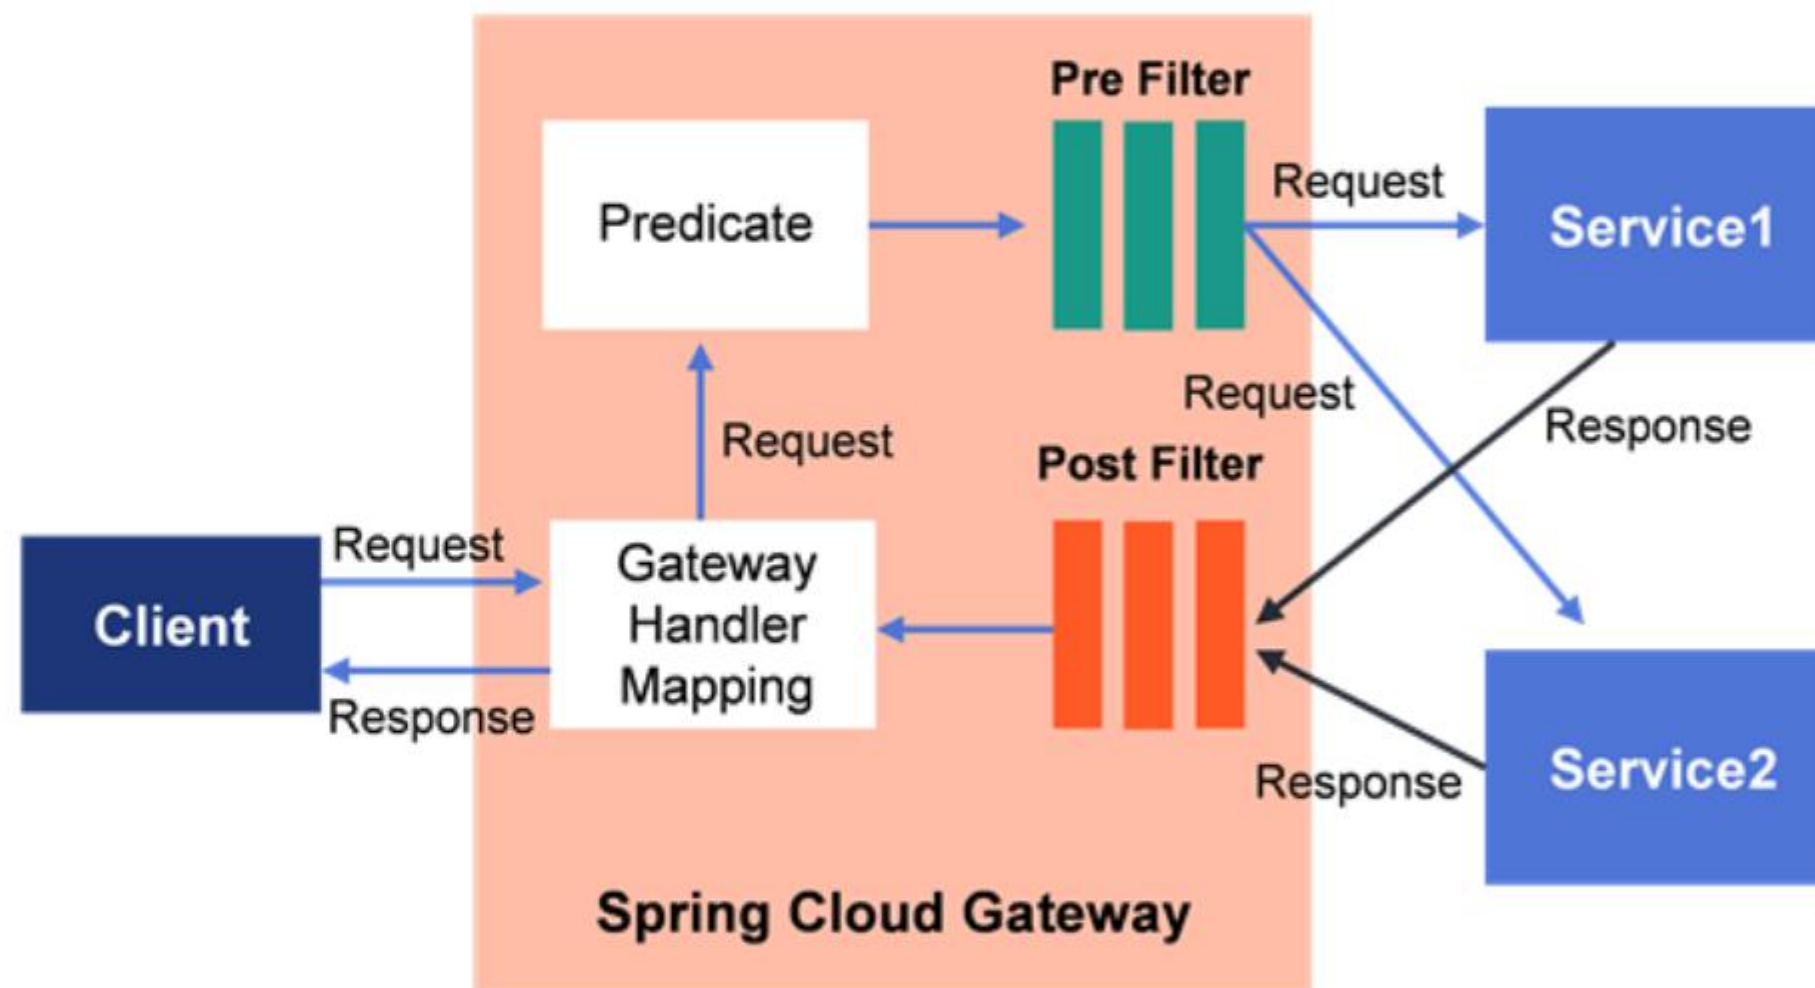 Pre Filter
Predicate
Request
Service1
Request
Request
Response
Post Filter
Client
Request
Response
Gateway
Handler
Mapping
Response
Service2
Spring Cloud Gateway